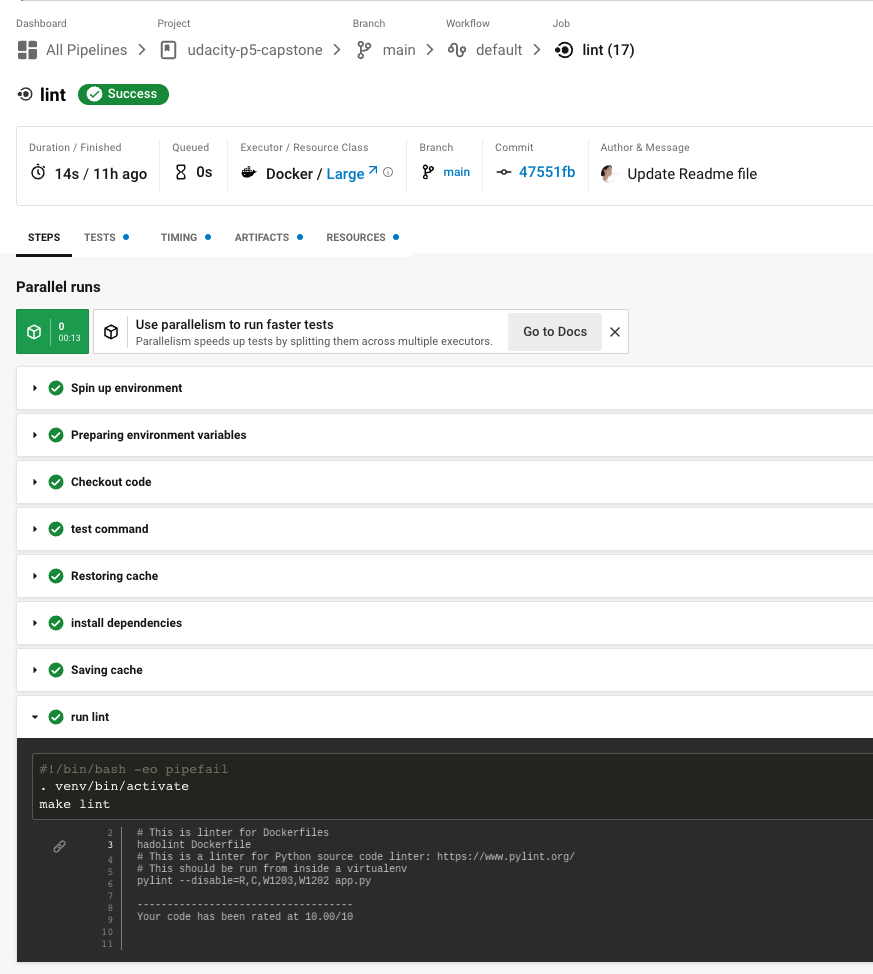 Dashboard Project Branch Workflow Job
All Pipelines udacity-p5-capstone main default lint (17)
lint Success
Duration / Finished Queued Executor / Resource Class Branch Commit Author & Message
14s / 11h ago 0s Docker / Large main 47551fb Update Readme file
STEPS TESTS TIMING ARTIFACTS RESOURCES
Parallel runs
0
00:13
Use parallelism to run faster tests
Parallelism speeds up tests by splitting them across multiple executors.
Go to Docs
Spin up environment
Preparing environment variables
Checkout code
test command
Restoring cache
install dependencies
Saving cache
run lint
#!/bin/bash -eo pipefail
. venv/bin/activate
make lint
2 # This is linter for Dockerfiles
3 hadolint Dockerfile
4 # This is a linter for Python source code linter: https://www.pylint.org/
5 # This should be run from inside a virtualenv
6 pylint --disable=R,C,W1203,W1202 app.py
7
8 ------------------------------------
9 Your code has been rated at 10.00/10
10
11